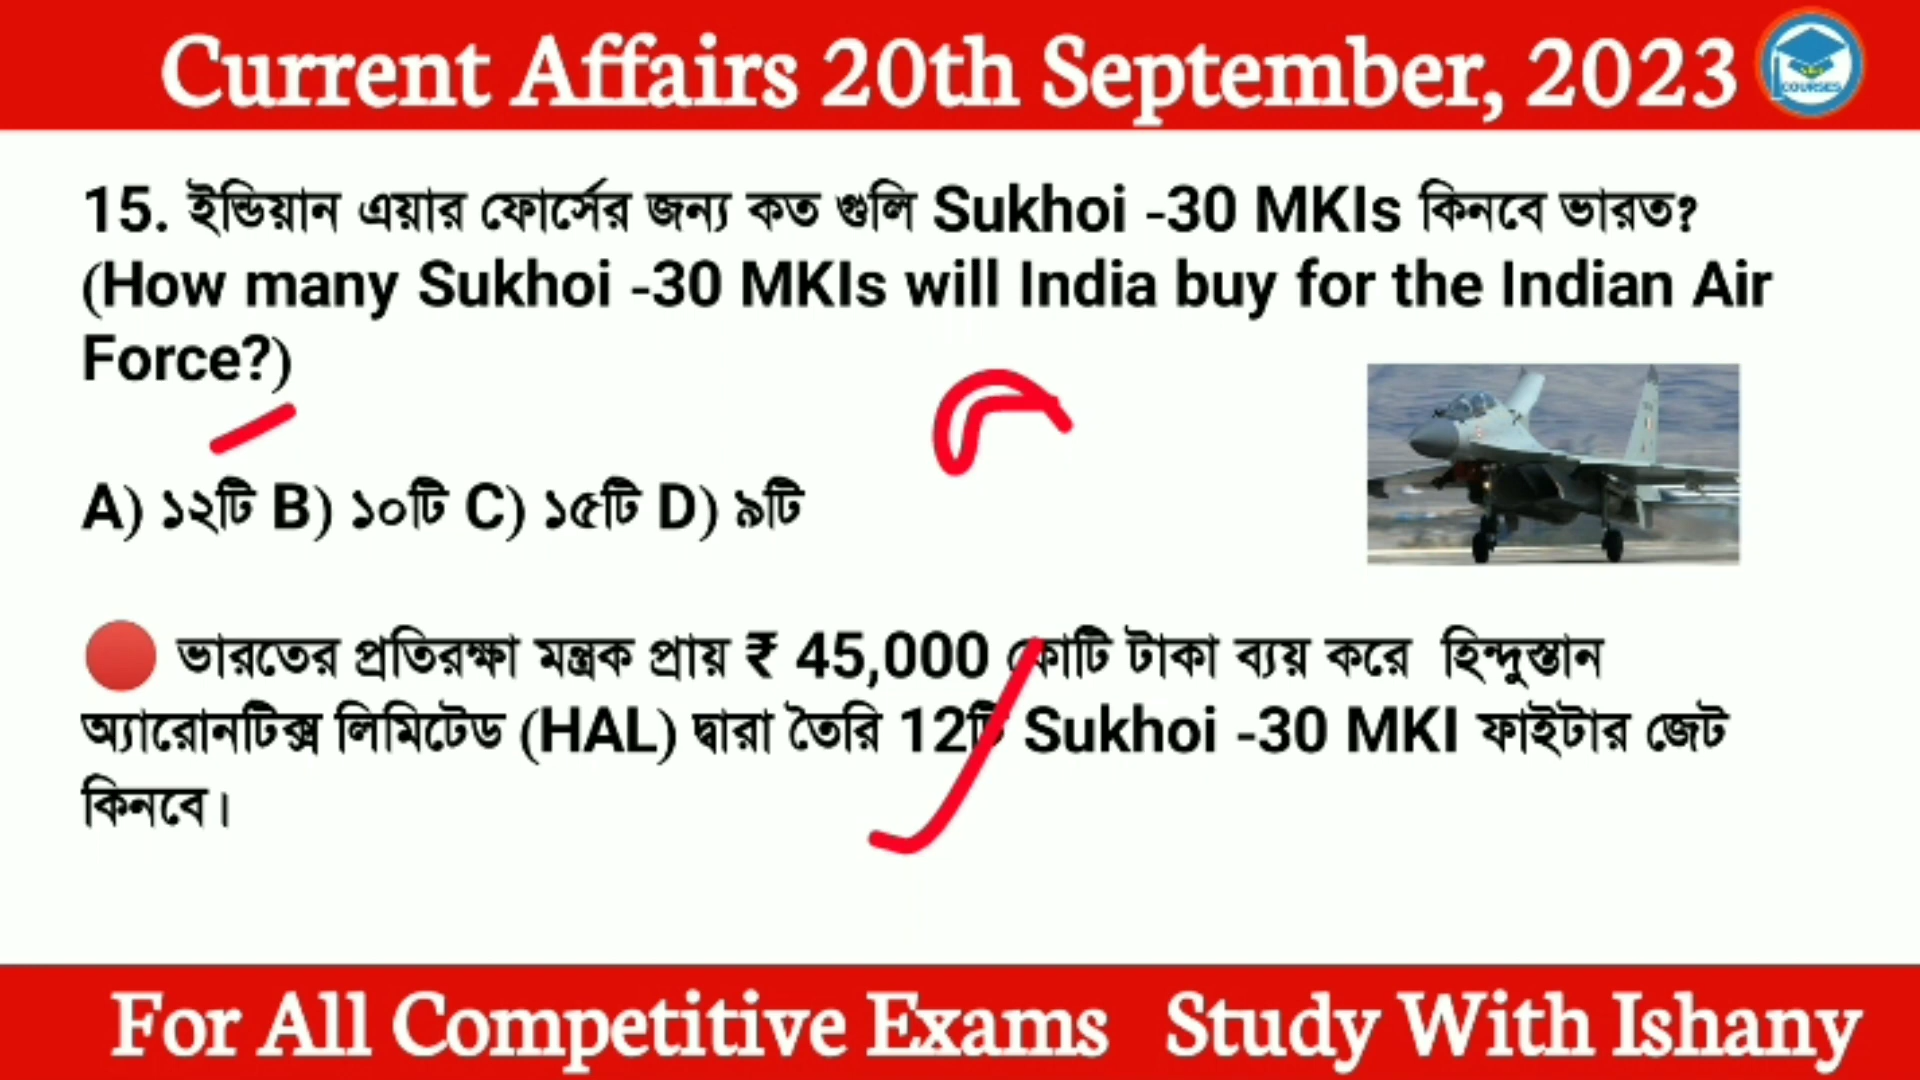 Current Affairs 20th September, 2023
COURSES
15. ইন্ডিয়ান এয়ার ফোর্সের জন্য কত গুলি Sukhoi -30 MKIs কিনবে ভারত?
(How many Sukhoi -30 MKIs will India buy for the Indian Air
Force?)
A) ১২টি B) ১০টি C) ১৫টি D) ৯টি
ভারতের প্রতিরক্ষা মন্ত্রক প্রায় ₹ 45,000 কোটি টাকা ব্যয় করে হিন্দুস্তান
অ্যারোনটিক্স লিমিটেড (HAL) দ্বারা তৈরি 12টি Sukhoi -30 MKI ফাইটার জেট
কিনবে।
For All Competitive Exams Study With Ishany